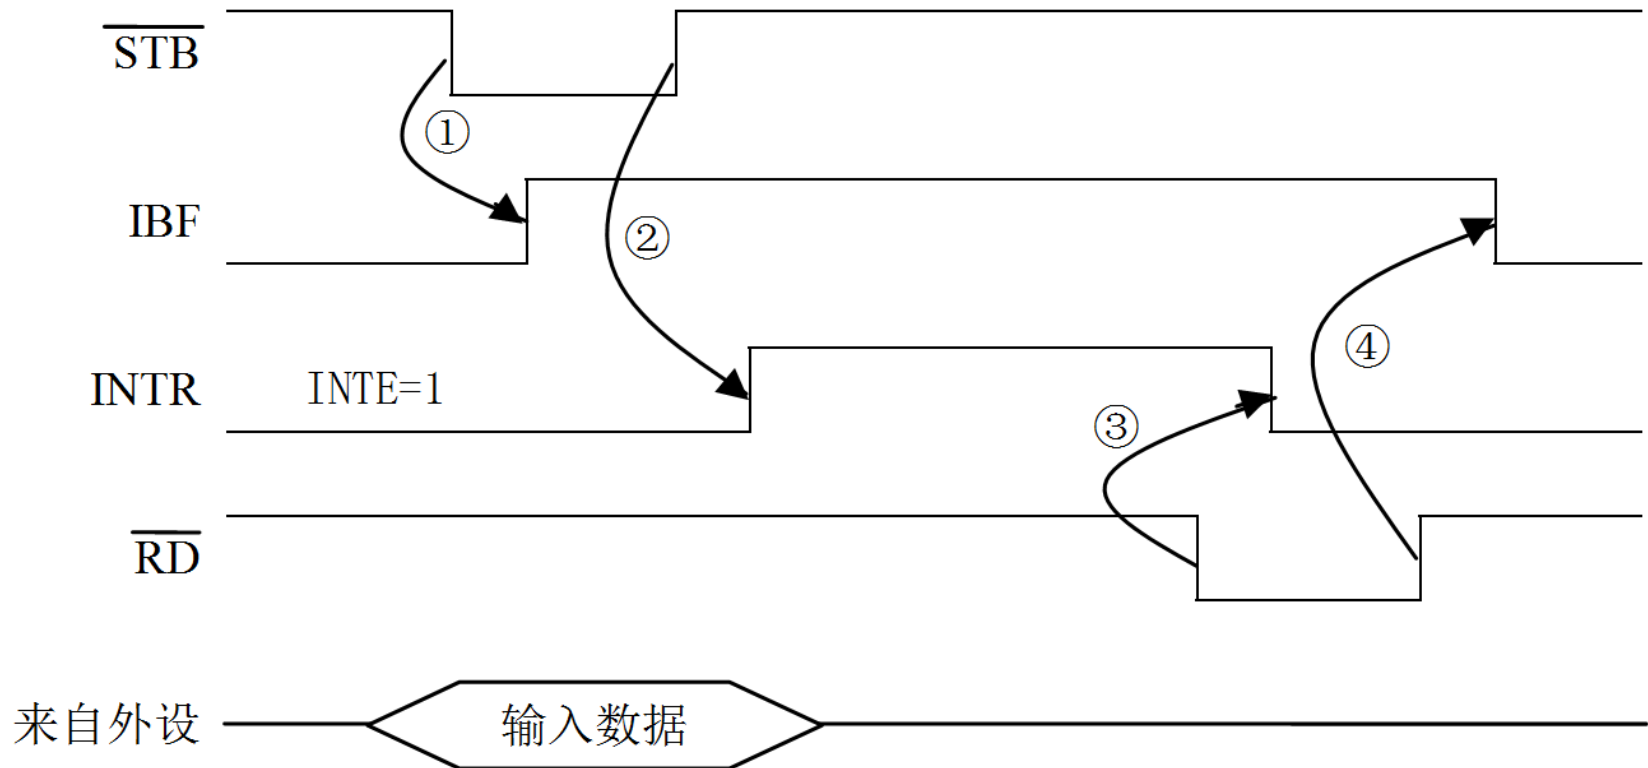 STB
①
IBF
②
INTR INTE=1
④
③
RD
来自外设 输入数据